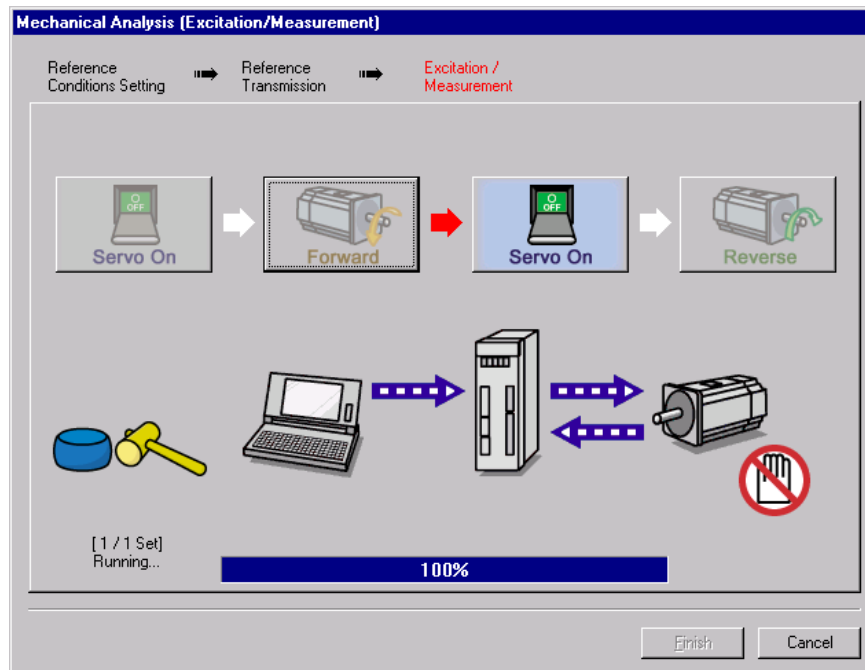 Mechanical Analysis (Excitation/Measurement)
Reference
Conditions Setting
Reference
Transmission
Excitation /
Measurement
OFF
Servo On
Forward
OFF
Servo On
Reverse
[ 1 / 1 Set]
Running...
100%
Finish
Cancel